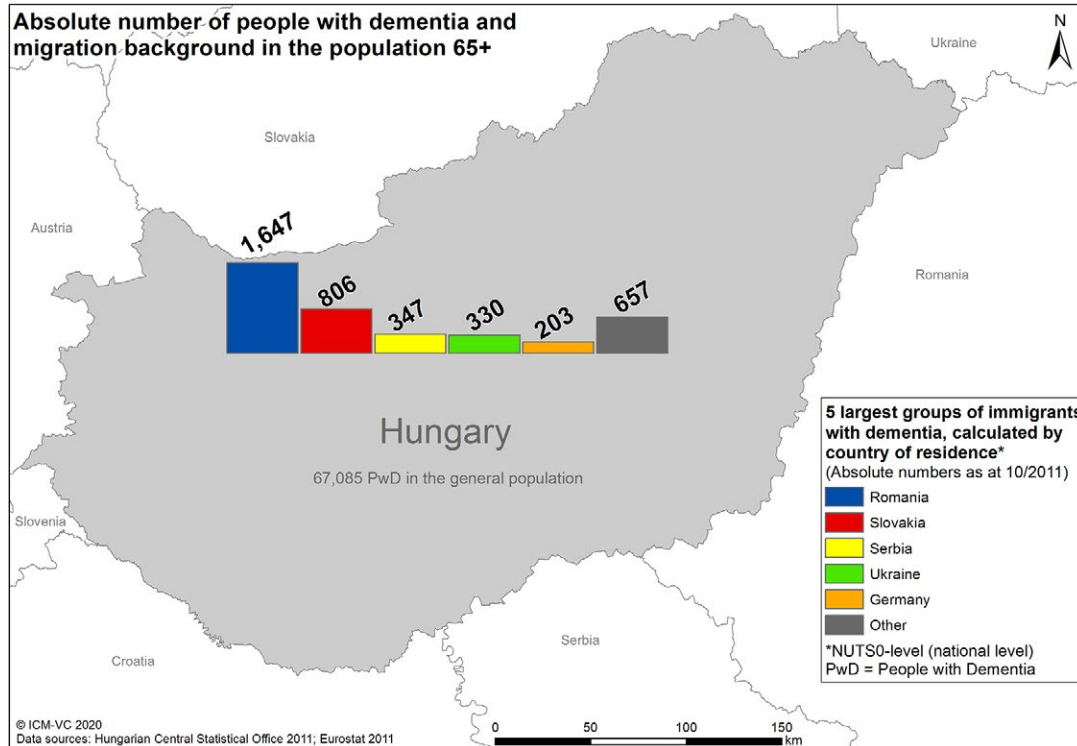 Absolute number of people with dementia and
migration background in the population 65+
N
Ukraine
Slovakia
Austria
Romania
1,647
806
347
330
203
657
Hungary
67,085 PwD in the general population
Slovenia
Croatia
Serbia
5 largest groups of immigrants
with dementia, calculated by
country of residence*
(Absolute numbers as at 10/2011)
Romania
Slovakia
Serbia
Ukraine
Germany
Other
*NUTS0-level (national level)
PwD = People with Dementia
© ICM-VC 2020
Data sources: Hungarian Central Statistical Office 2011; Eurostat 2011
0 50 100 150
km